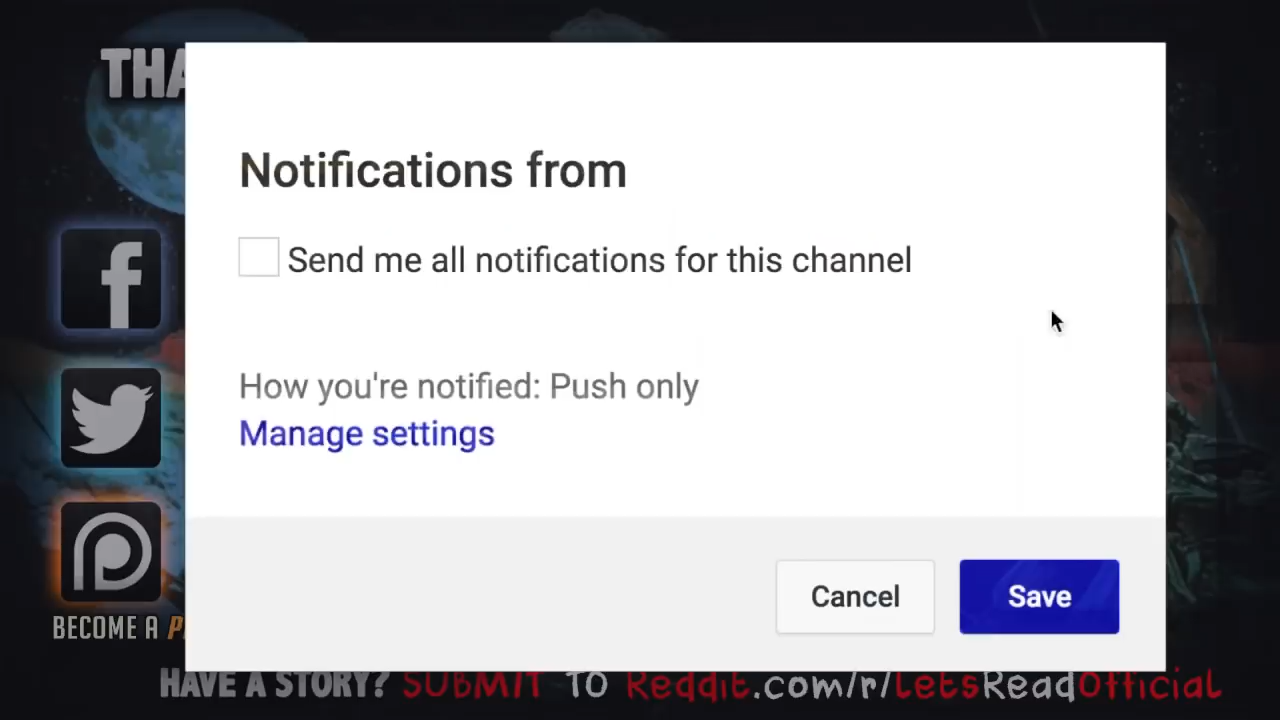 THA
Notifications from
Send me all notifications for this channel
How you're notified: Push only
Manage settings
Cancel
Save
BECOME A P
HAVE A STORY? SUBMIT TO Reddit.com/r/LetsReadOfficial